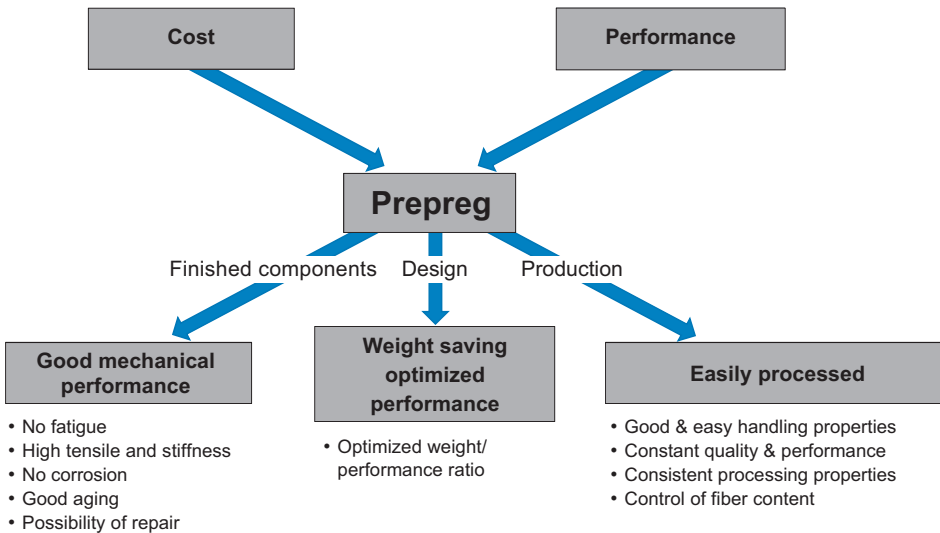 Cost
Performance
Prepreg
Finished components
Design
Production
Good mechanical
performance
• No fatigue
• High tensile and stiffness
• No corrosion
• Good aging
• Possibility of repair
Weight saving
optimized
performance
• Optimized weight/
performance ratio
Easily processed
• Good & easy handling properties
• Constant quality & performance
• Consistent processing properties
• Control of fiber content